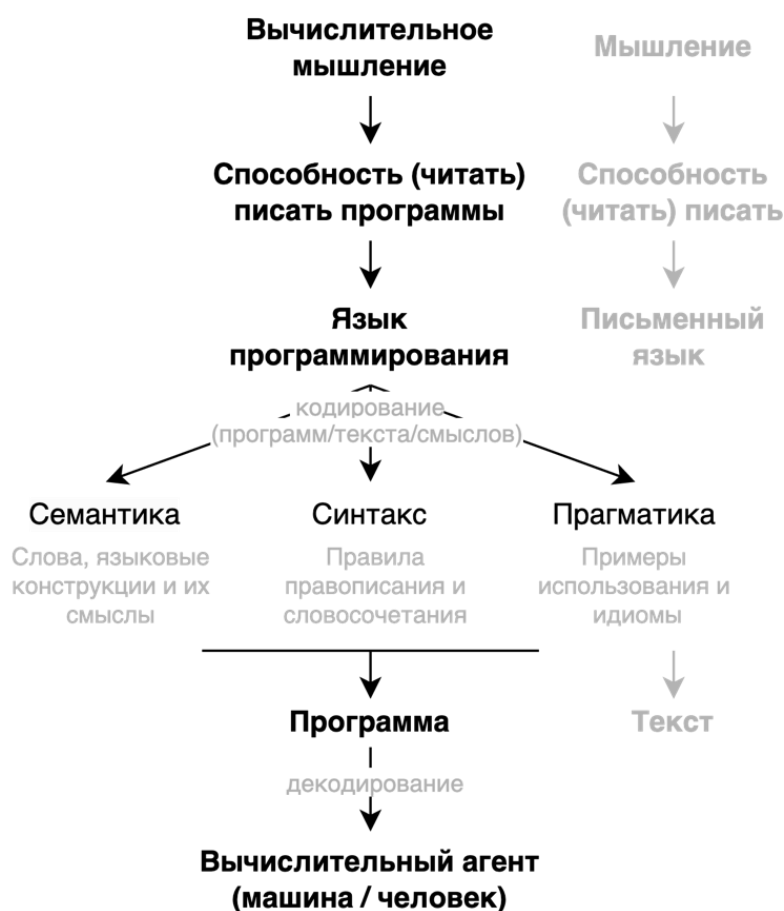 Вычислительное
мышление
Мышление
Способность (читать)
писать программы
Способность
(читать) писать
Язык
программирования
Письменный
язык
кодирование
(программ/текста/смыслов)
Семантика
Синтакс
Прагматика
Слова, языковые
конструкции и их
смыслы
Правила
правописания и
словосочетания
Примеры
использования и
идиомы
Программа
Текст
декодирование
Вычислительный агент
(машина / человек)